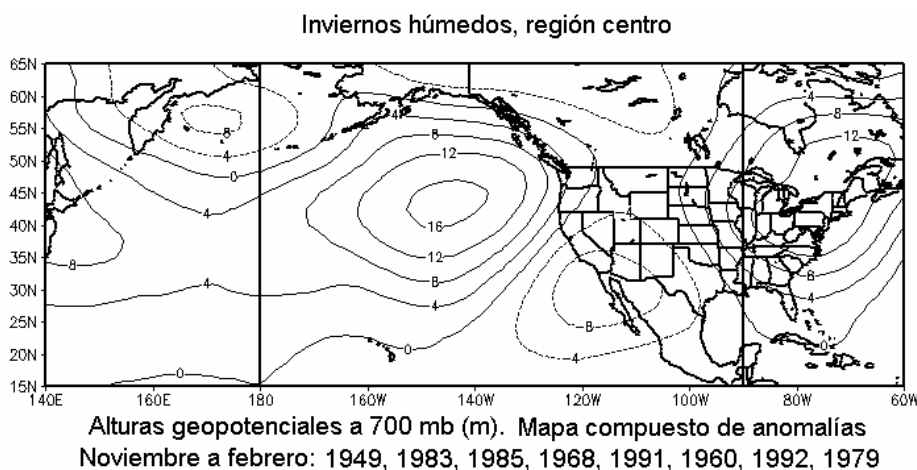 Inviernos húmedos, región centro
65N
60N
55N
50N
45N
40N
35N
30N
25N
20N
15N
140E 160E 180 160W 140W 120W 100W 80W 60W
8
4
0
4
8
4
0
4
8
12
16
12
8
4
0
4
8
4
4
8
12
6
4
0
Alturas geopotenciales a 700 mb (m). Mapa compuesto de anomalías
Noviembre a febrero: 1949, 1983, 1985, 1968, 1991, 1960, 1992, 1979